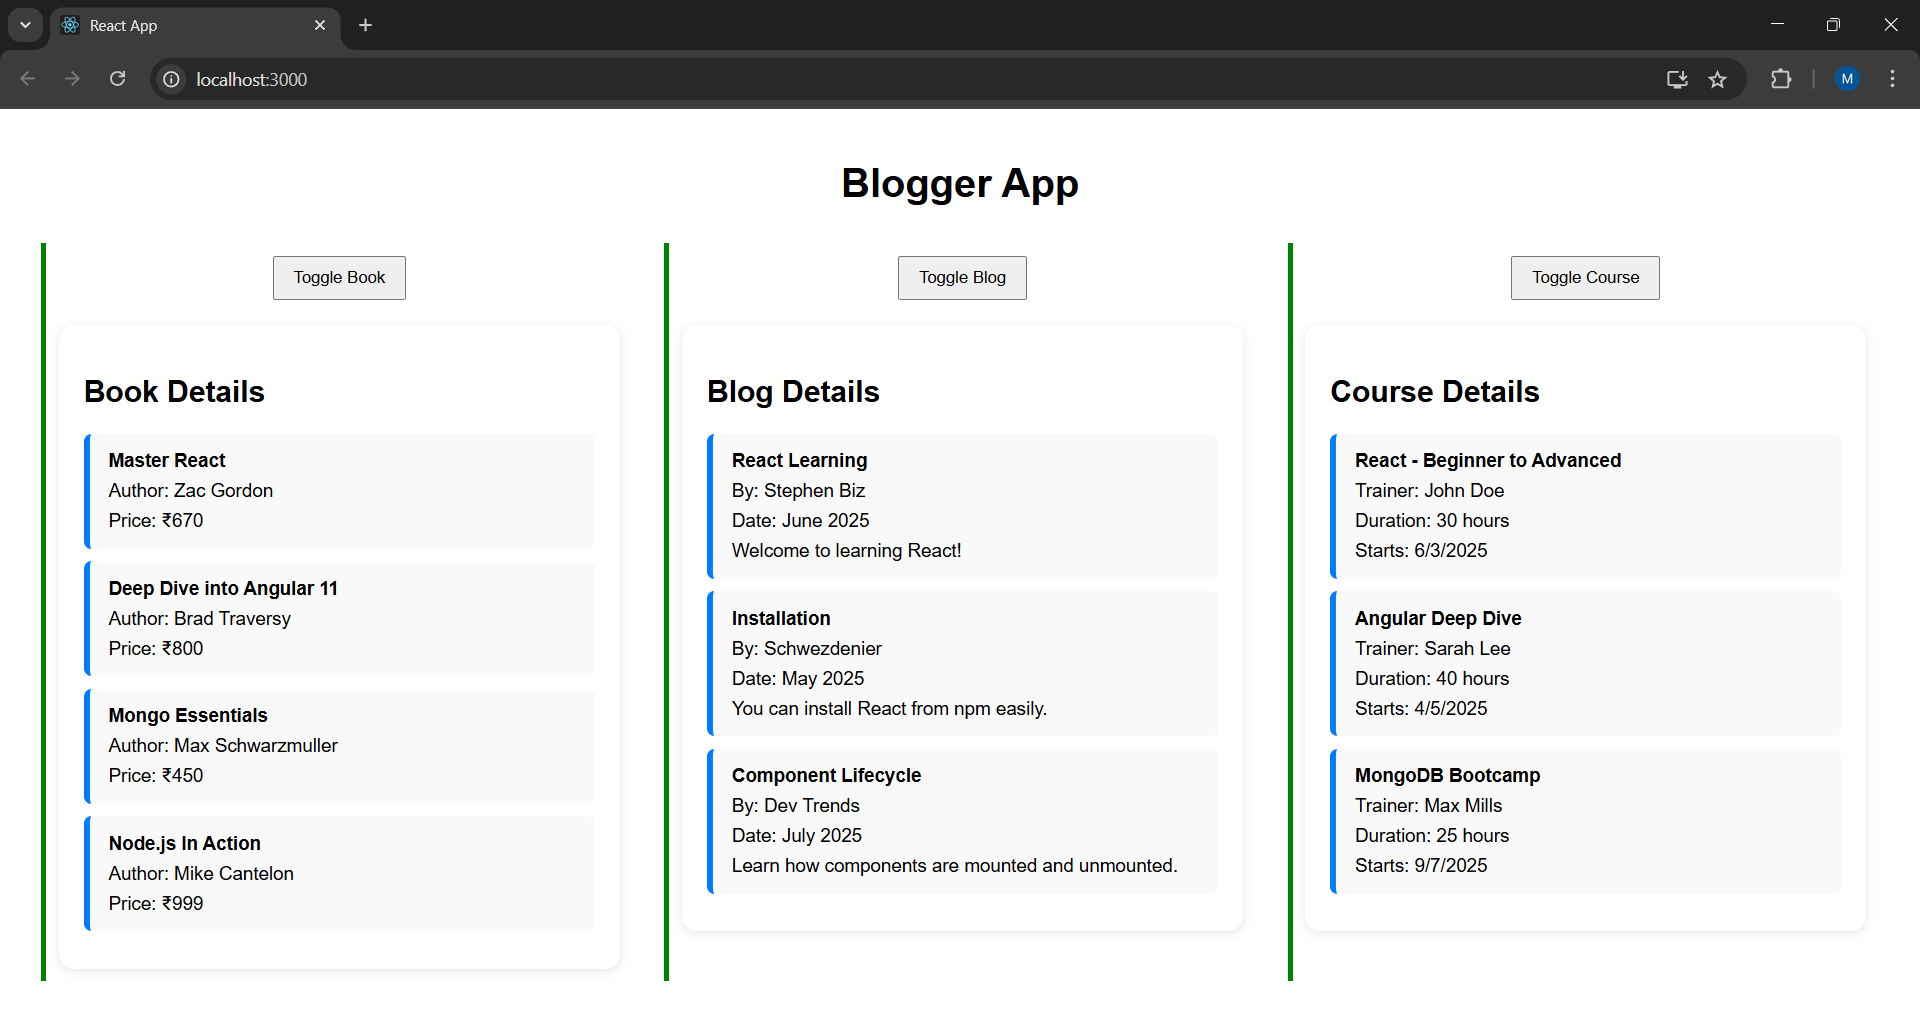 React App
localhost:3000
M
Blogger App
Toggle Book
Book Details
Master React
Author: Zac Gordon
Price: ₹670
Deep Dive into Angular 11
Author: Brad Traversy
Price: ₹800
Mongo Essentials
Author: Max Schwarzmuller
Price: ₹450
Node.js In Action
Author: Mike Cantelon
Price: ₹999
Toggle Blog
Blog Details
React Learning
By: Stephen Biz
Date: June 2025
Welcome to learning React!
Installation
By: Schwezdenier
Date: May 2025
You can install React from npm easily.
Component Lifecycle
By: Dev Trends
Date: July 2025
Learn how components are mounted and unmounted.
Toggle Course
Course Details
React - Beginner to Advanced
Trainer: John Doe
Duration: 30 hours
Starts: 6/3/2025
Angular Deep Dive
Trainer: Sarah Lee
Duration: 40 hours
Starts: 4/5/2025
MongoDB Bootcamp
Trainer: Max Mills
Duration: 25 hours
Starts: 9/7/2025